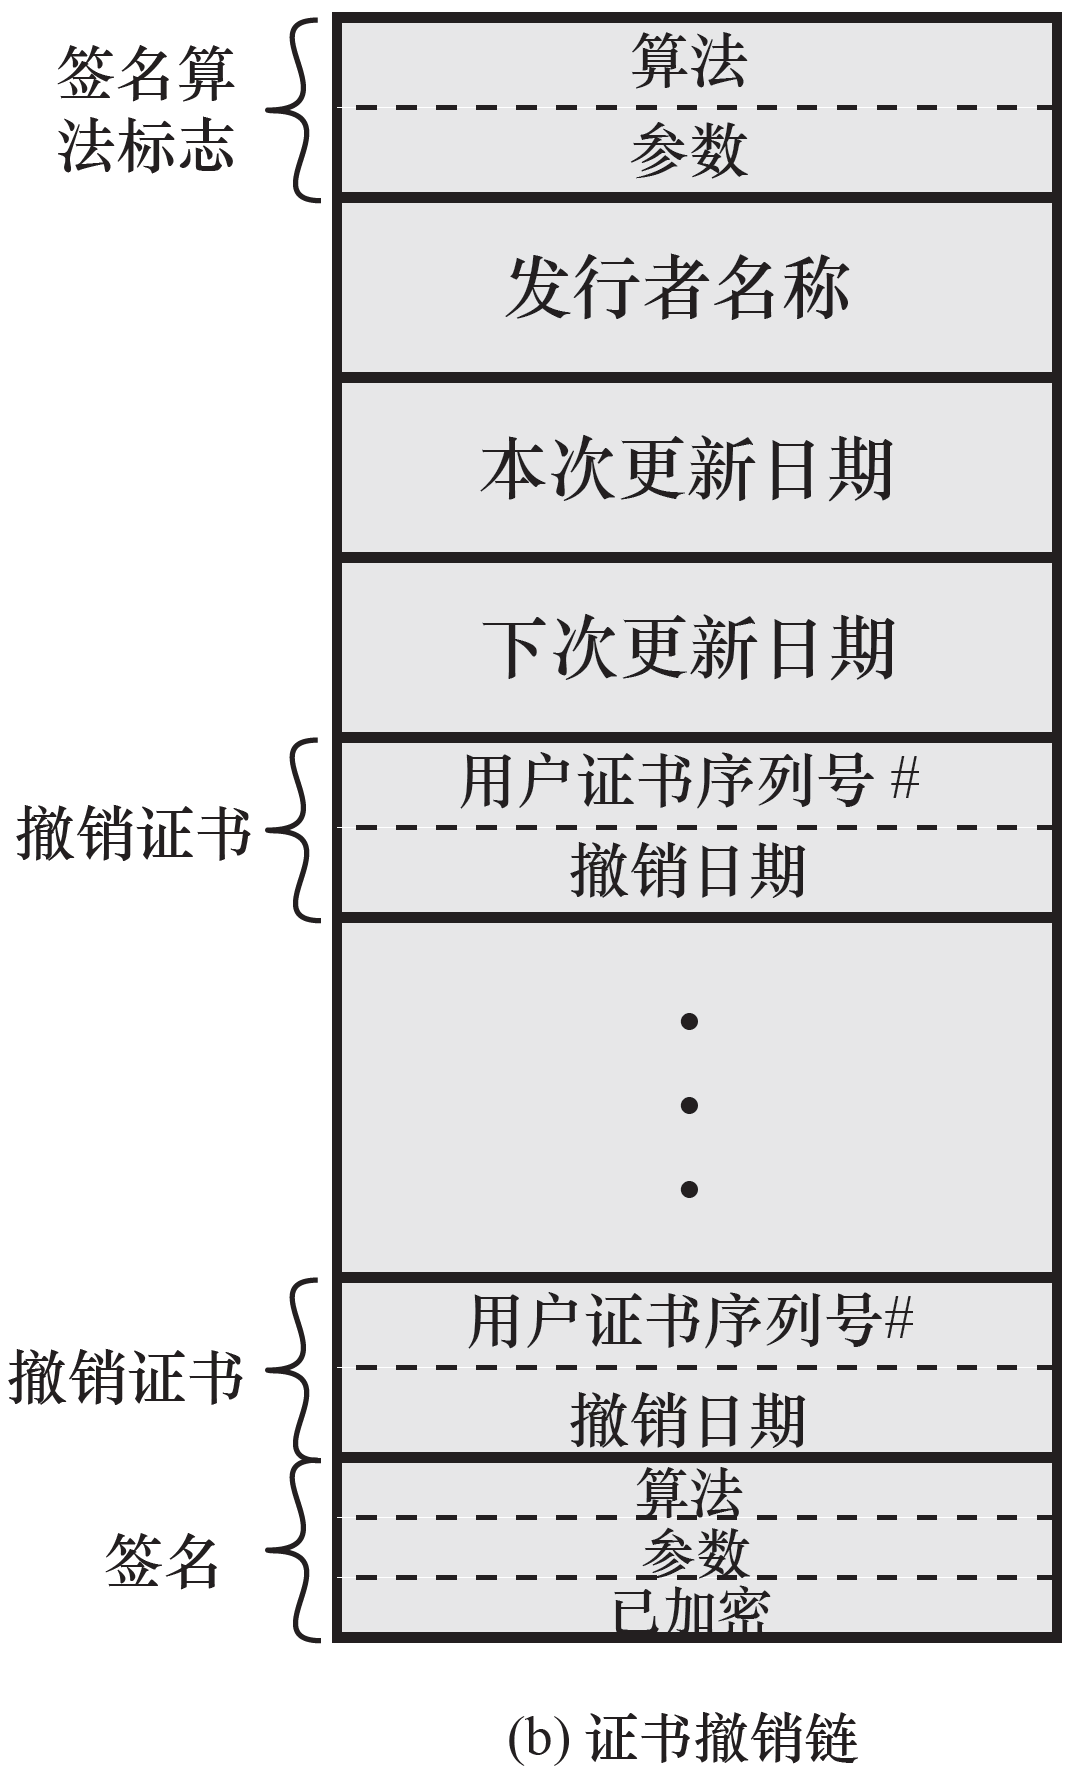 签名算
法标志
算法
参数
发行者名称
本次更新日期
下次更新日期
撤销证书
用户证书序列号 #
撤销日期
撤销证书
用户证书序列号#
撤销日期
签名
算法
参数
已加密
(b) 证书撤销链